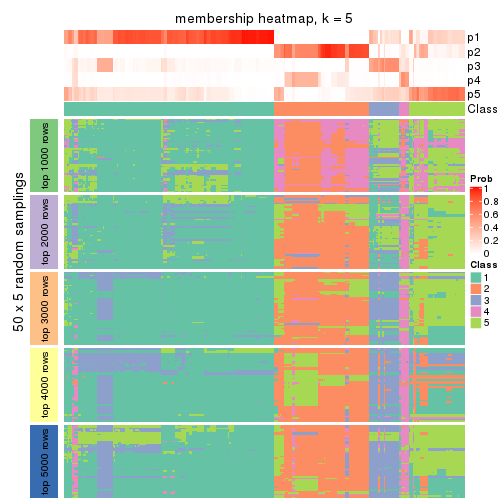 membership heatmap, k = 5
p1
p2
p3
p4
p5
Class
50 x 5 random samplings
top 1000 rows
top 2000 rows
top 3000 rows
top 4000 rows
top 5000 rows
Prob
1
0.8
0.6
0.4
0.2
0
Class
1
2
3
4
5